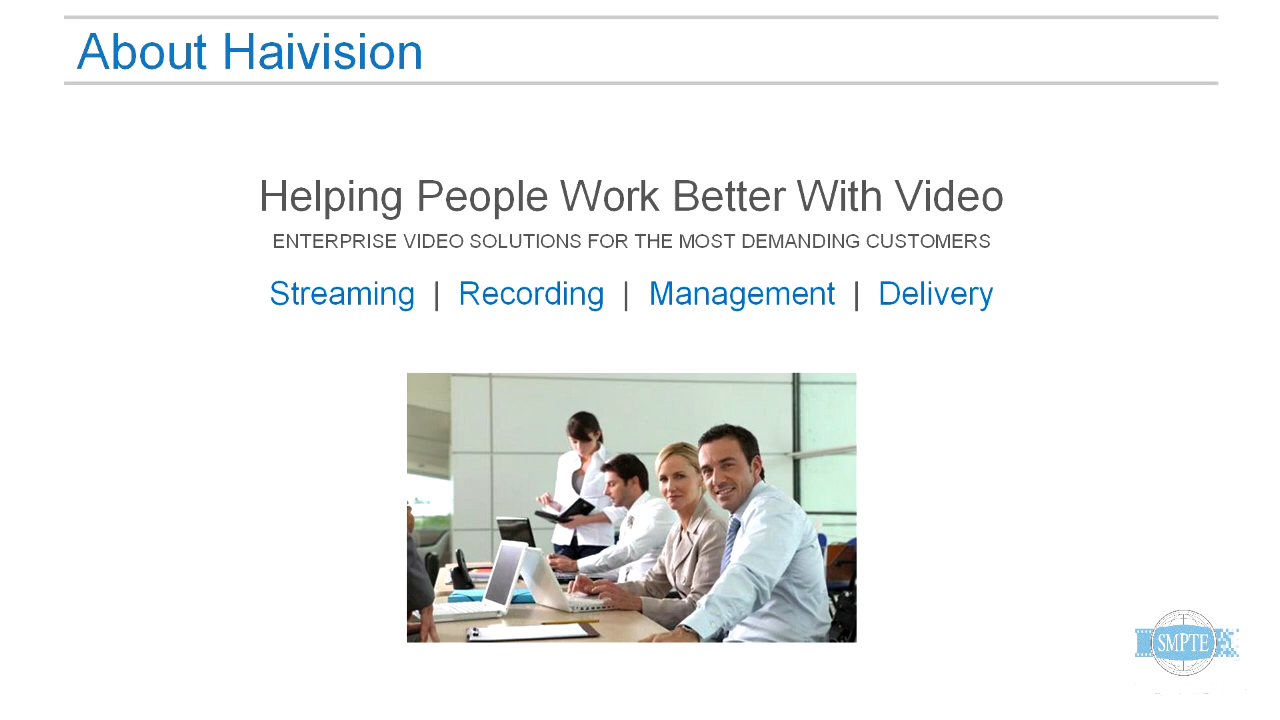 About Haivision
Helping People Work Better With Video
ENTERPRISE VIDEO SOLUTIONS FOR THE MOST DEMANDING CUSTOMERS
Streaming | Recording | Management | Delivery
SMPTE